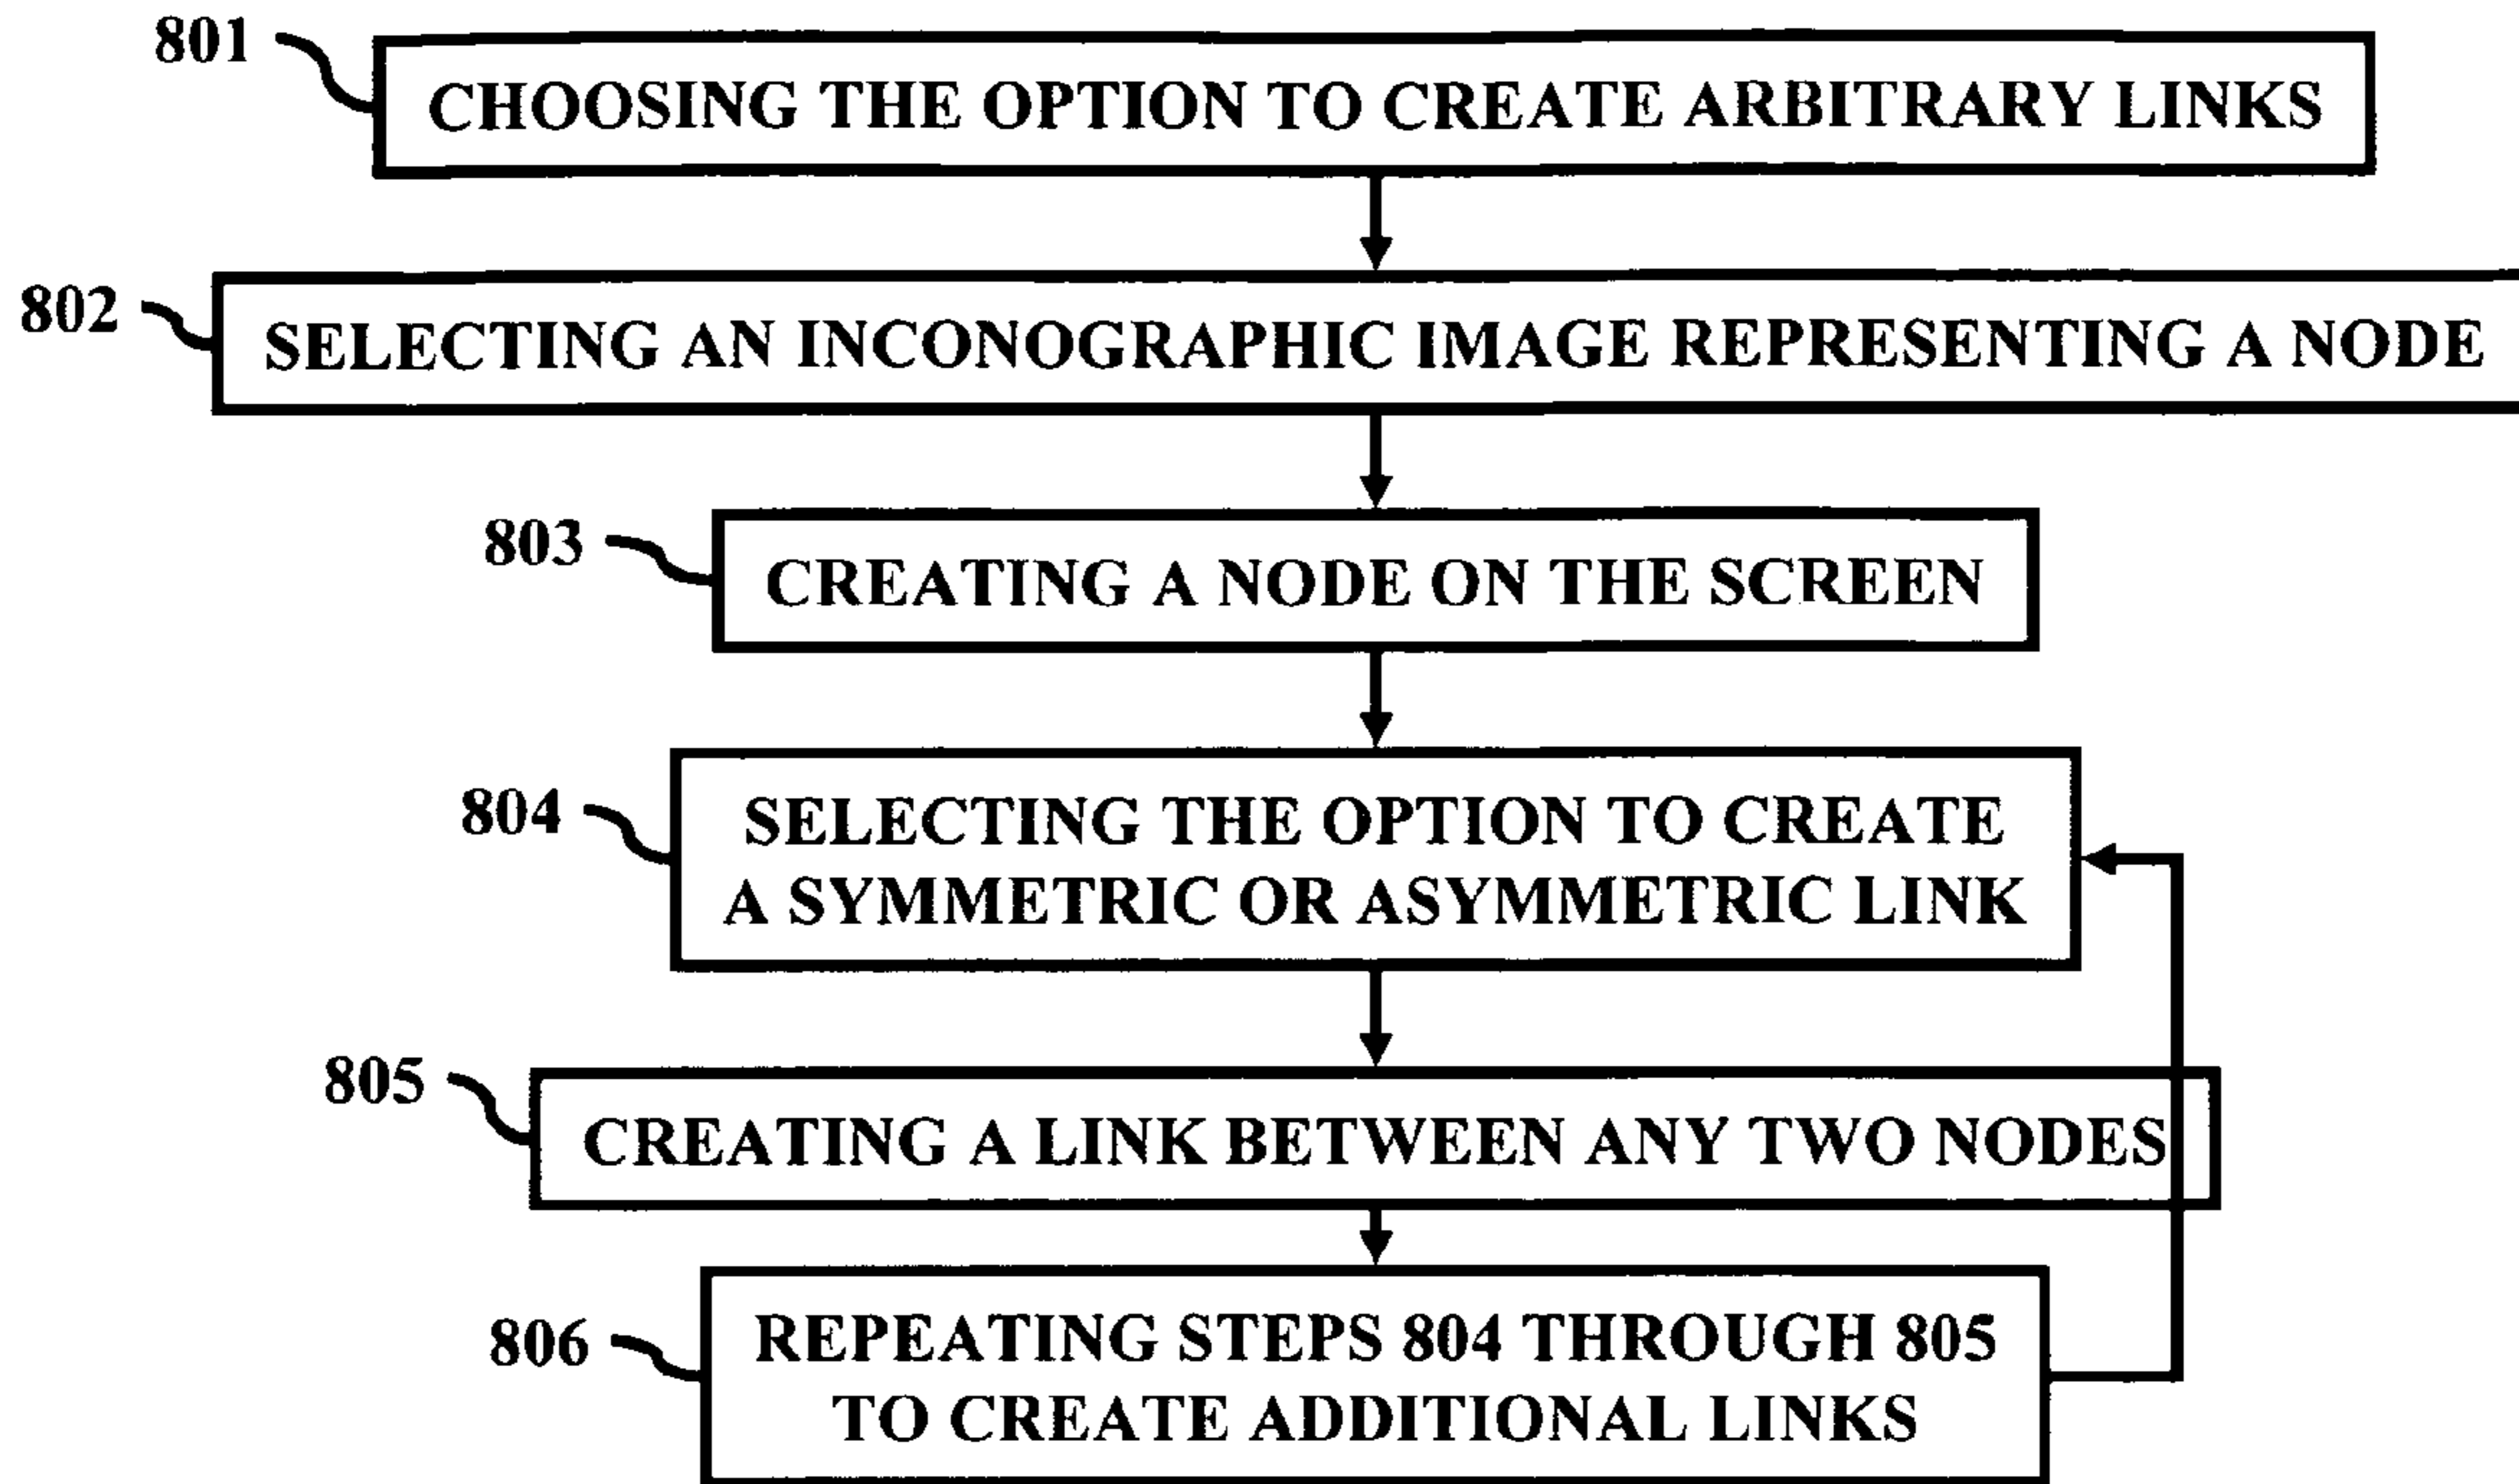 801
CHOOSING THE OPTION TO CREATE ARBITRARY LINKS
802
SELECTING AN INCONOGRAPHIC IMAGE REPRESENTING A NODE
803
CREATING A NODE ON THE SCREEN
804
SELECTING THE OPTION TO CREATE
A SYMMETRIC OR ASYMMETRIC LINK
805
CREATING A LINK BETWEEN ANY TWO NODES
806
REPEATING STEPS 804 THROUGH 805
TO CREATE ADDITIONAL LINKS